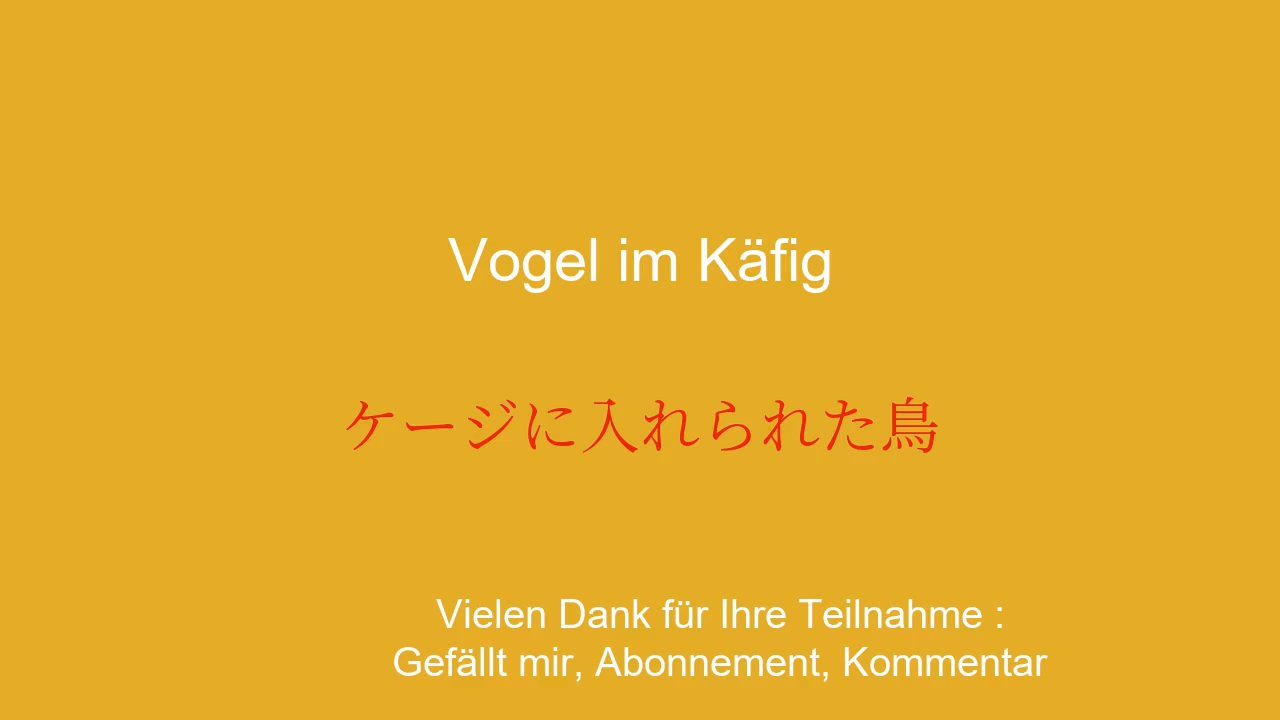 Vogel im Käfig
ケージに入れられた鳥
Vielen Dank für Ihre Teilnahme :
Gefällt mir, Abonnement, Kommentar